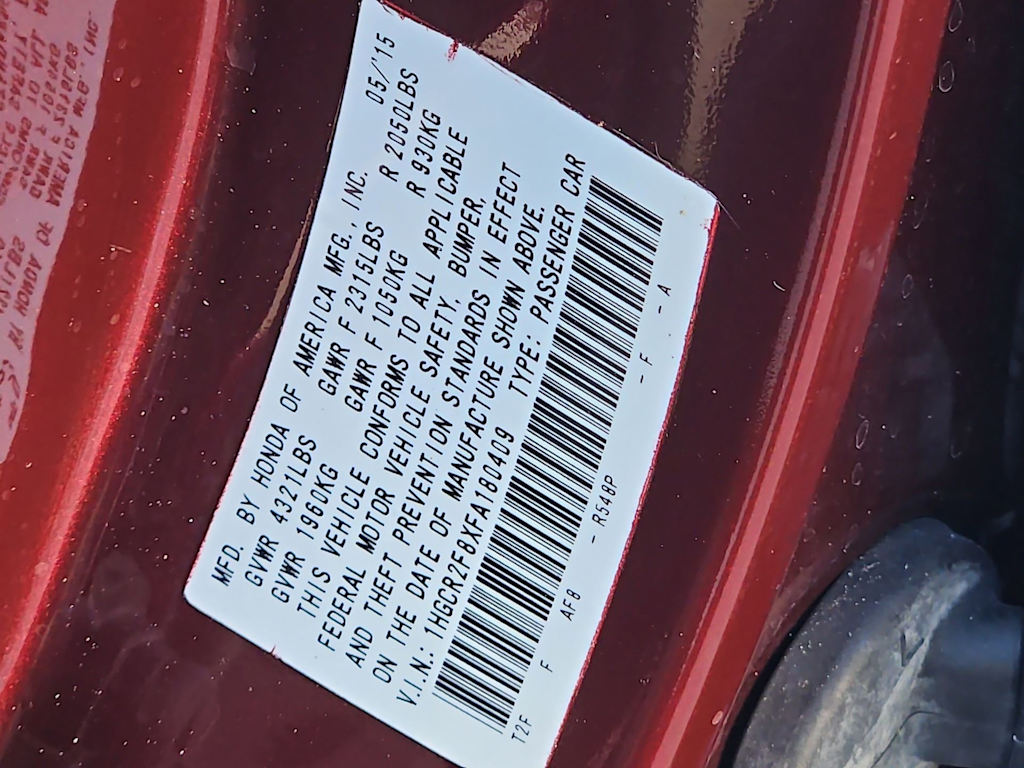 MFD. BY HONDA OF AMERICA MFG., INC. 05/'15
GVWR 4321LBS GAWR F 2315LBS R 2050LBS
GVWR 1960KG GAWR F 1050KG R 930KG
THIS VEHICLE CONFORMS TO ALL APPLICABLE
FEDERAL MOTOR VEHICLE SAFETY, BUMPER,
AND THEFT PREVENTION STANDARDS IN EFFECT
ON THE DATE OF MANUFACTURE SHOWN ABOVE.
V.I.N.: 1HGCR2F8XFA180409 TYPE: PASSENGER CAR
T2F F AF8 - R548P - F - A